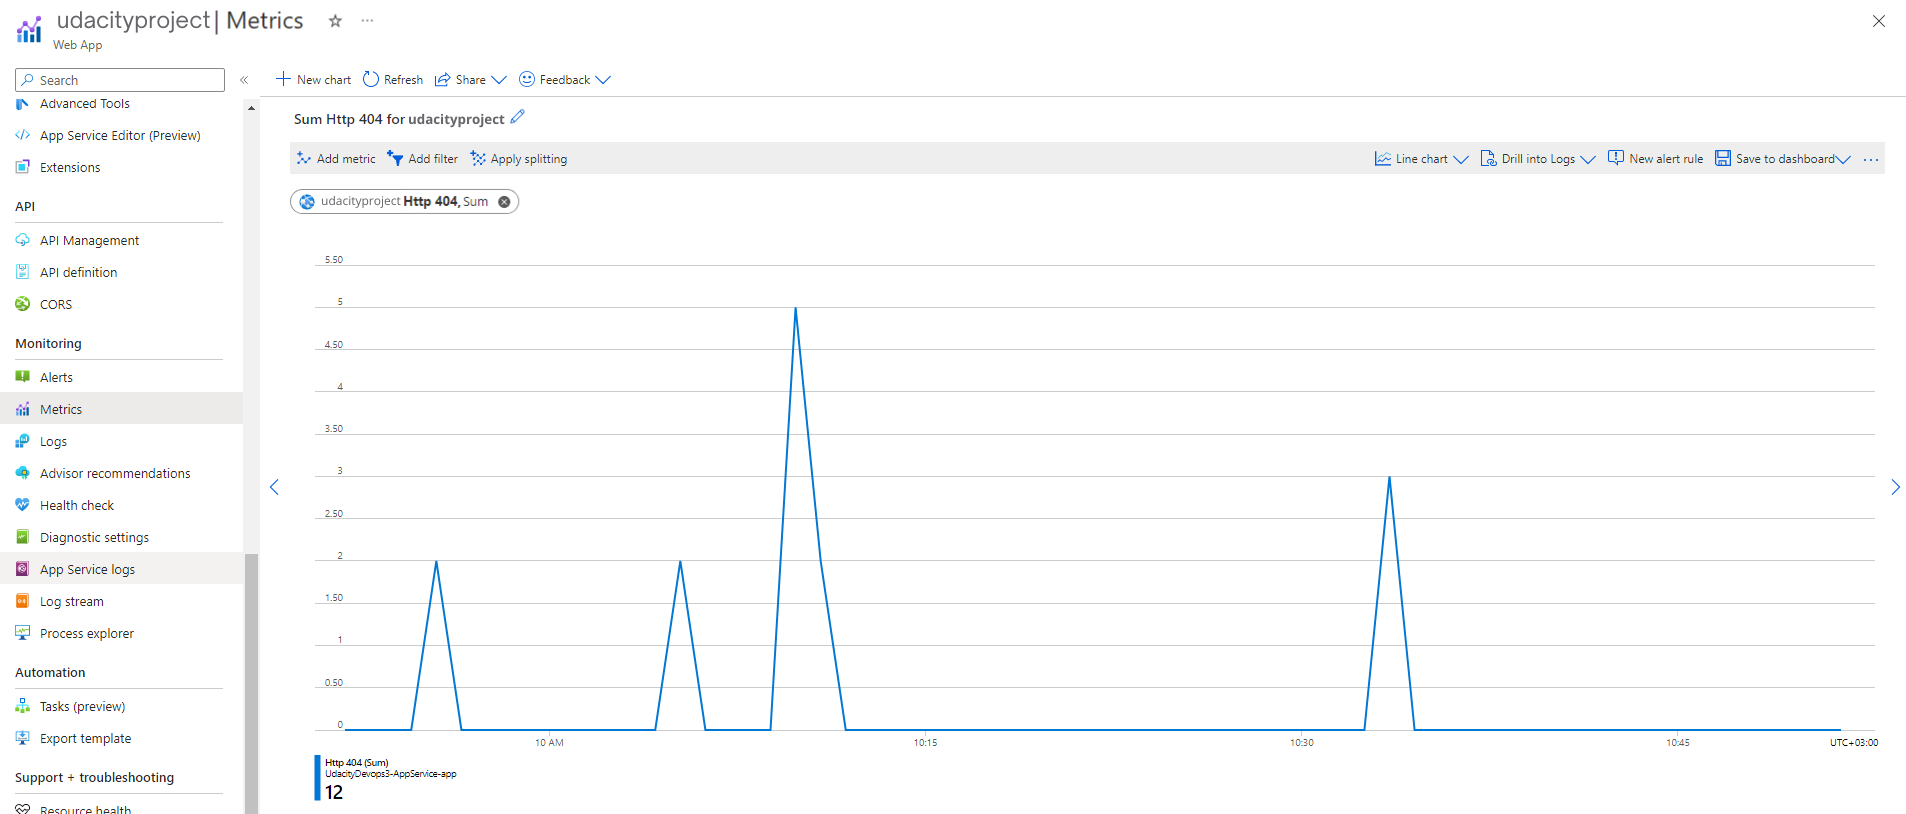 udacityproject | Metrics
Web App
Search
Advanced Tools
App Service Editor (Preview)
Extensions
API
API Management
API definition
CORS
Monitoring
Alerts
Metrics
Logs
Advisor recommendations
Health check
Diagnostic settings
App Service logs
Log stream
Process explorer
Automation
Tasks (preview)
Export template
Support + troubleshooting
Resource health
New chart Refresh Share Feedback
Sum Http 404 for udacityproject
Add metric Add filter Apply splitting Line chart Drill into Logs New alert rule Save to dashboard
udacityproject Http 404, Sum
5.50
5
4.50
4
3.50
3
2.50
2
1.50
1
0.50
0
10 AM 10:15 10:30 10:45 UTC+03:00
Http 404 (Sum)
UdacityDevops3-AppService-app
12